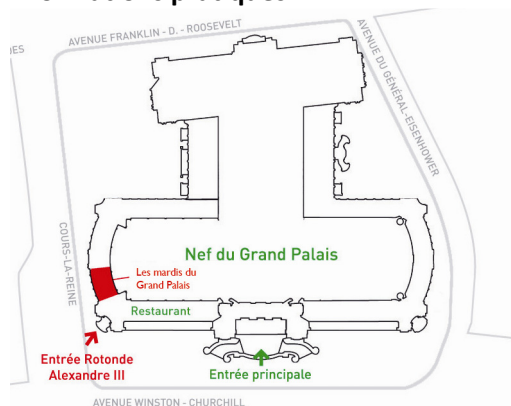 AVENUE FRANKLIN - D. - ROOSEVELT
AVENUE DU GÉNÉRAL-EISENHOWER
DES
COURS-LA-REINE
Nef du Grand Palais
Les mardis du
Grand Palais
Restaurant
Entrée Rotonde
Alexandre III
Entrée principale
AVENUE WINSTON - CHURCHILL